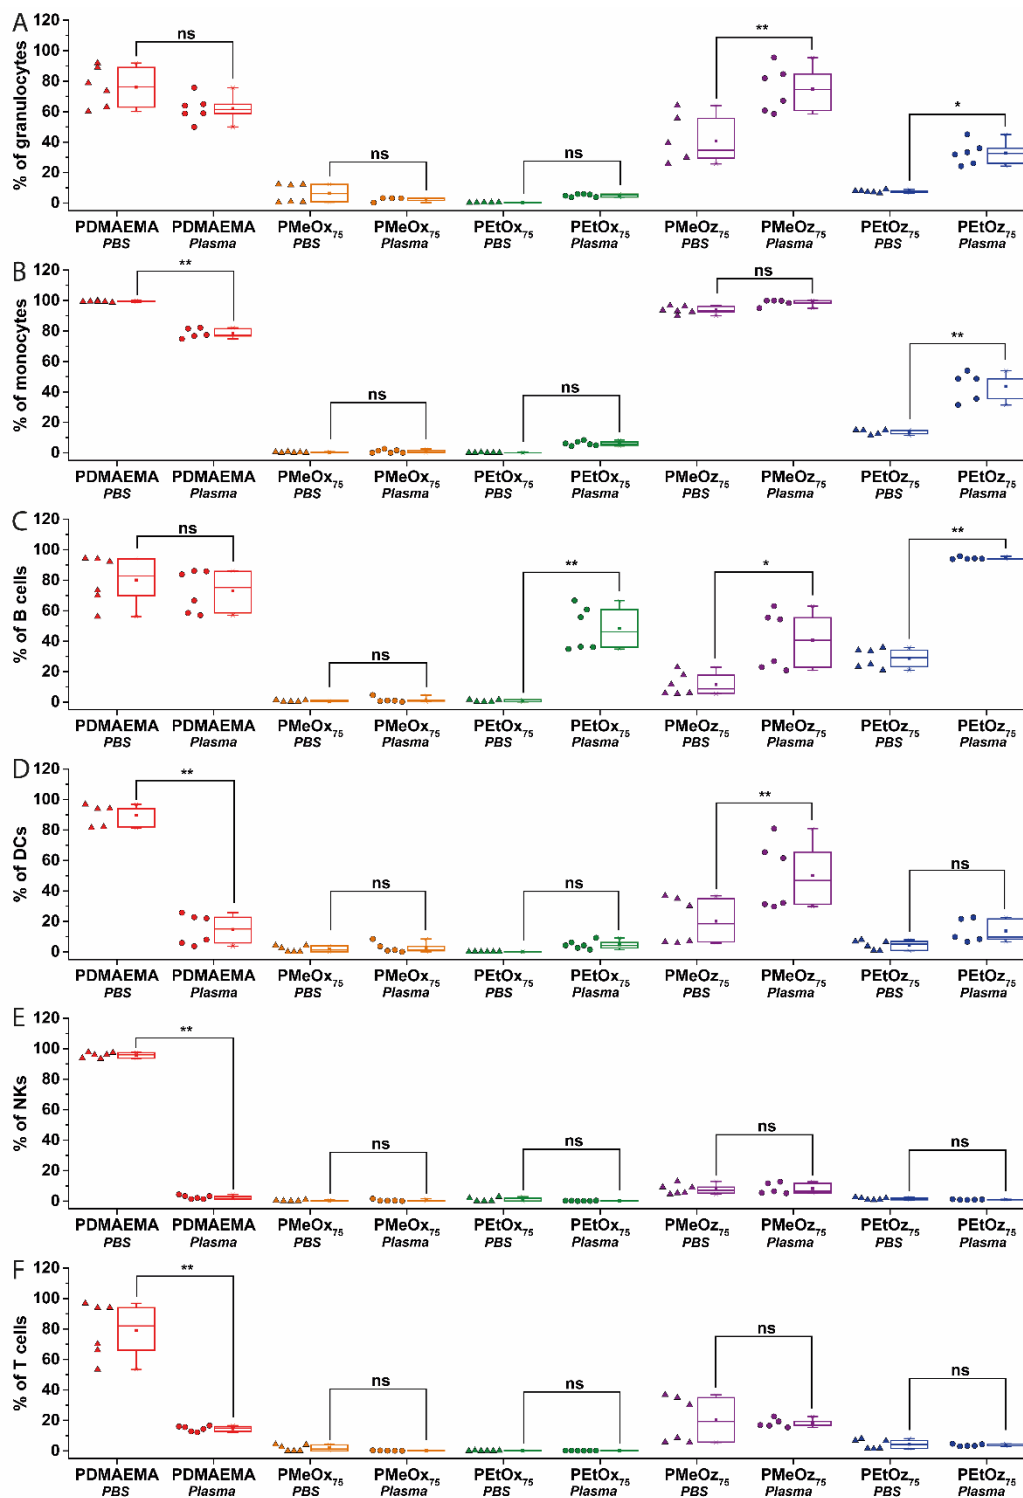 A
% of granulocytes
120
100
80
60
40
20
0
ns
ns
ns
**
*
PDMAEMA PDMAEMA PMeOx₇₅ PMeOx₇₅ PEtOx₇₅ PEtOx₇₅ PMeOz₇₅ PMeOz₇₅ PEtOz₇₅ PEtOz₇₅
PBS Plasma PBS Plasma PBS Plasma PBS Plasma PBS Plasma
B
% of monocytes
120
100
80
60
40
20
0
**
ns
ns
ns
**
PDMAEMA PDMAEMA PMeOx₇₅ PMeOx₇₅ PEtOx₇₅ PEtOx₇₅ PMeOz₇₅ PMeOz₇₅ PEtOz₇₅ PEtOz₇₅
PBS Plasma PBS Plasma PBS Plasma PBS Plasma PBS Plasma
C
% of B cells
120
100
80
60
40
20
0
ns
ns
**
*
**
PDMAEMA PDMAEMA PMeOx₇₅ PMeOx₇₅ PEtOx₇₅ PEtOx₇₅ PMeOz₇₅ PMeOz₇₅ PEtOz₇₅ PEtOz₇₅
PBS Plasma PBS Plasma PBS Plasma PBS Plasma PBS Plasma
D
% of DCs
120
100
80
60
40
20
0
**
ns
ns
**
ns
PDMAEMA PDMAEMA PMeOx₇₅ PMeOx₇₅ PEtOx₇₅ PEtOx₇₅ PMeOz₇₅ PMeOz₇₅ PEtOz₇₅ PEtOz₇₅
PBS Plasma PBS Plasma PBS Plasma PBS Plasma PBS Plasma
E
% of NKs
120
100
80
60
40
20
0
**
ns
ns
ns
ns
PDMAEMA PDMAEMA PMeOx₇₅ PMeOx₇₅ PEtOx₇₅ PEtOx₇₅ PMeOz₇₅ PMeOz₇₅ PEtOz₇₅ PEtOz₇₅
PBS Plasma PBS Plasma PBS Plasma PBS Plasma PBS Plasma
F
% of T cells
120
100
80
60
40
20
0
**
ns
ns
ns
ns
PDMAEMA PDMAEMA PMeOx₇₅ PMeOx₇₅ PEtOx₇₅ PEtOx₇₅ PMeOz₇₅ PMeOz₇₅ PEtOz₇₅ PEtOz₇₅
PBS Plasma PBS Plasma PBS Plasma PBS Plasma PBS Plasma